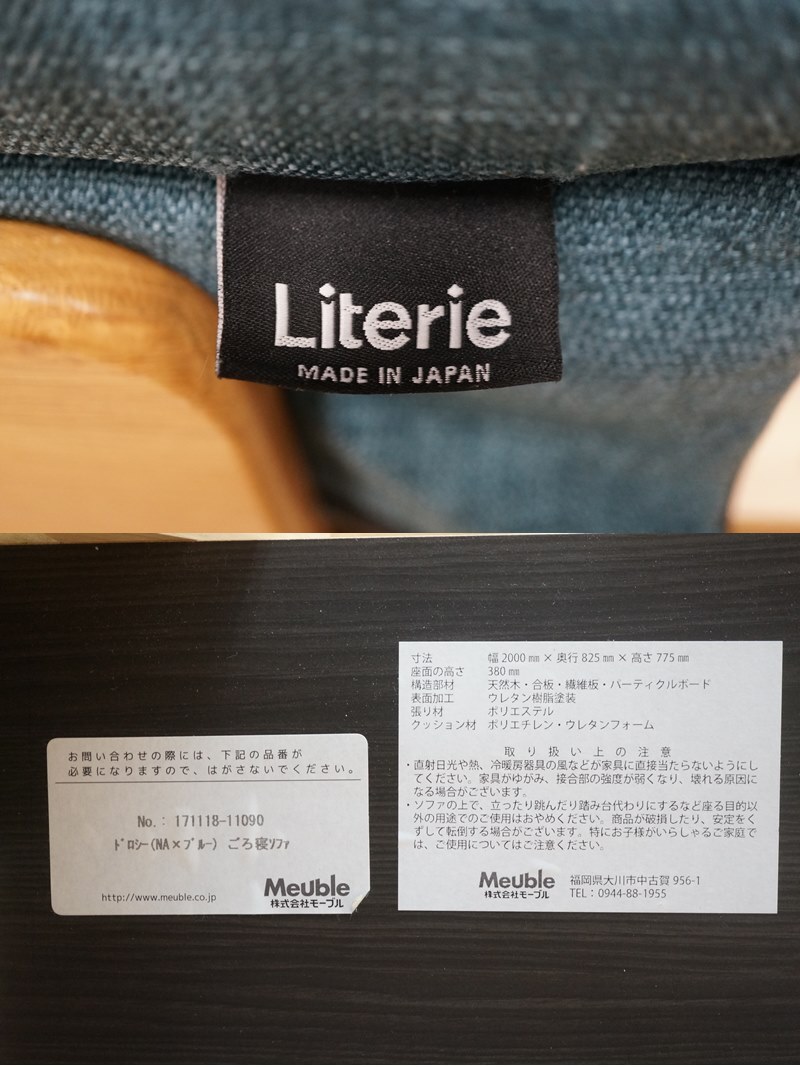 Literie
MADE IN JAPAN
お問い合わせの際には、下記の品番が
必要になりますので、はがさないでください。
No.: 171118-11090
ﾄﾞﾛｼｰ(NA×ﾌﾞﾙｰ) ごろ寝ｿﾌｧ
http://www.meuble.co.jp
Meuble
株式会社モーブル
寸法 幅 2000 ㎜ × 奥行 825 ㎜ × 高さ 775 ㎜
座面の高さ 380 ㎜
構造部材 天然木・合板・繊維板・パーティクルボード
表面加工 ウレタン樹脂塗装
張り材 ポリエステル
クッション材 ポリエチレン・ウレタンフォーム
取り扱い上の注意
・直射日光や熱、冷暖房器具の風などが家具に直接当たらないようにし
てください。家具がゆがみ、接合部の強度が弱くなり、壊れる原因に
なる場合がございます。
・ソファの上で、立ったり跳んだり踏み台代わりにするなど座る目的以
外の用途でのご使用はおやめください。商品が破損したり、安定をく
ずして転倒する場合がございます。特にお子様がいらしゃるご家庭で
は、ご使用についてはご注意ください。
Meuble
株式会社モーブル
福岡県大川市中古賀 956-1
TEL：0944-88-1955